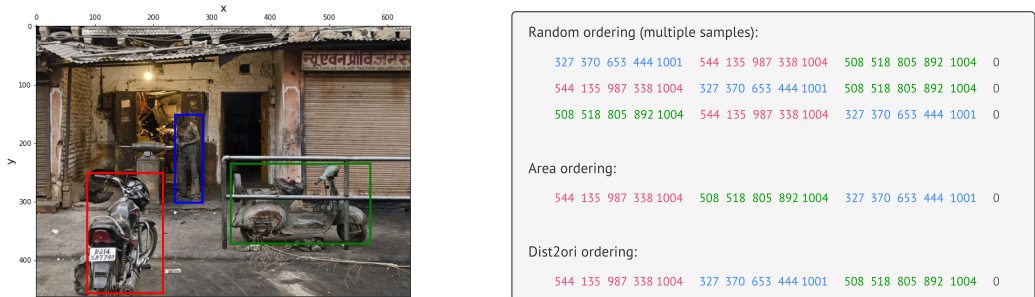 x
0 100 200 300 400 500 600
0
100
200
300
400
y
न्यू एवन प्रोविजन स्
RJ14
Random ordering (multiple samples):
327 370 653 444 1001 544 135 987 338 1004 508 518 805 892 1004 0
544 135 987 338 1004 327 370 653 444 1001 508 518 805 892 1004 0
508 518 805 892 1004 544 135 987 338 1004 327 370 653 444 1001 0
Area ordering:
544 135 987 338 1004 508 518 805 892 1004 327 370 653 444 1001 0
Dist2ori ordering:
544 135 987 338 1004 327 370 653 444 1001 508 518 805 892 1004 0